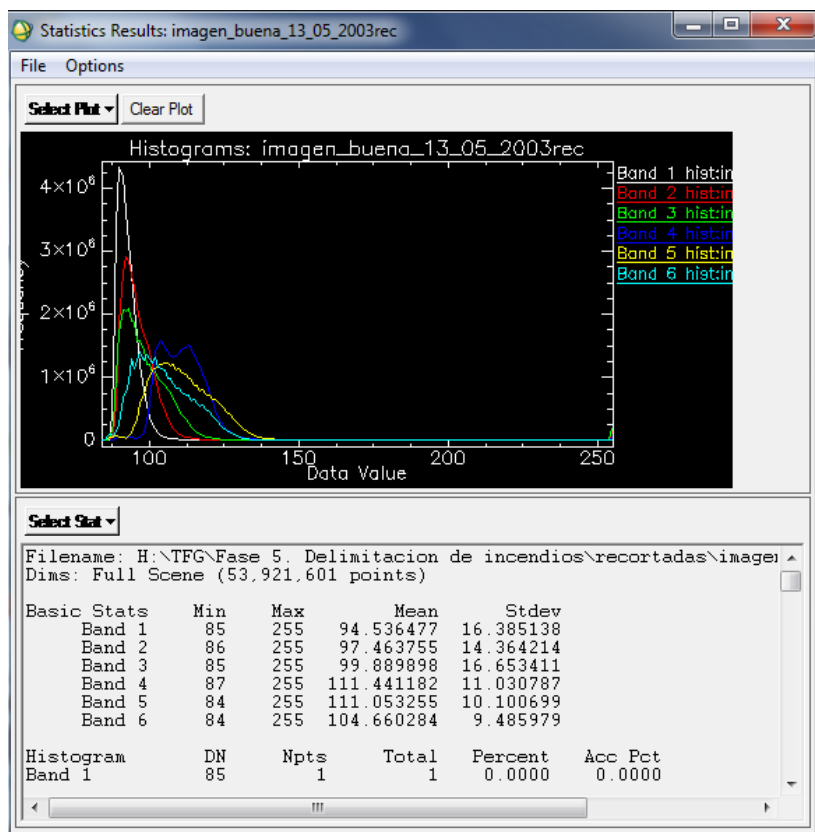 Statistics Results: imagen_buena_13_05_2003rec
File Options
Select Plot Clear Plot
Histograms: imagen_buena_13_05_2003rec
4×10⁶
3×10⁶
2×10⁶
1×10⁶
0
Frequency
100 150 200 250
Data Value
Band 1 hist:in
Band 2 hist:in
Band 3 hist:in
Band 4 hist:in
Band 5 hist:in
Band 6 hist:in
Select Stat
Filename: H:\TFG\Fase 5. Delimitacion de incendios\recortadas\imagen
Dims: Full Scene (53,921,601 points)
Basic Stats Min Max Mean Stdev
Band 1 85 255 94.536477 16.385138
Band 2 86 255 97.463755 14.364214
Band 3 85 255 99.889898 16.653411
Band 4 87 255 111.441182 11.030787
Band 5 84 255 111.053255 10.100699
Band 6 84 255 104.660284 9.485979
Histogram DN Npts Total Percent Acc Pct
Band 1 85 1 1 0.0000 0.0000